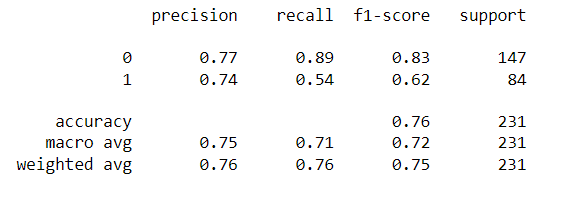 precision recall f1-score support
0 0.77 0.89 0.83 147
1 0.74 0.54 0.62 84
accuracy 0.76 231
macro avg 0.75 0.71 0.72 231
weighted avg 0.76 0.76 0.75 231